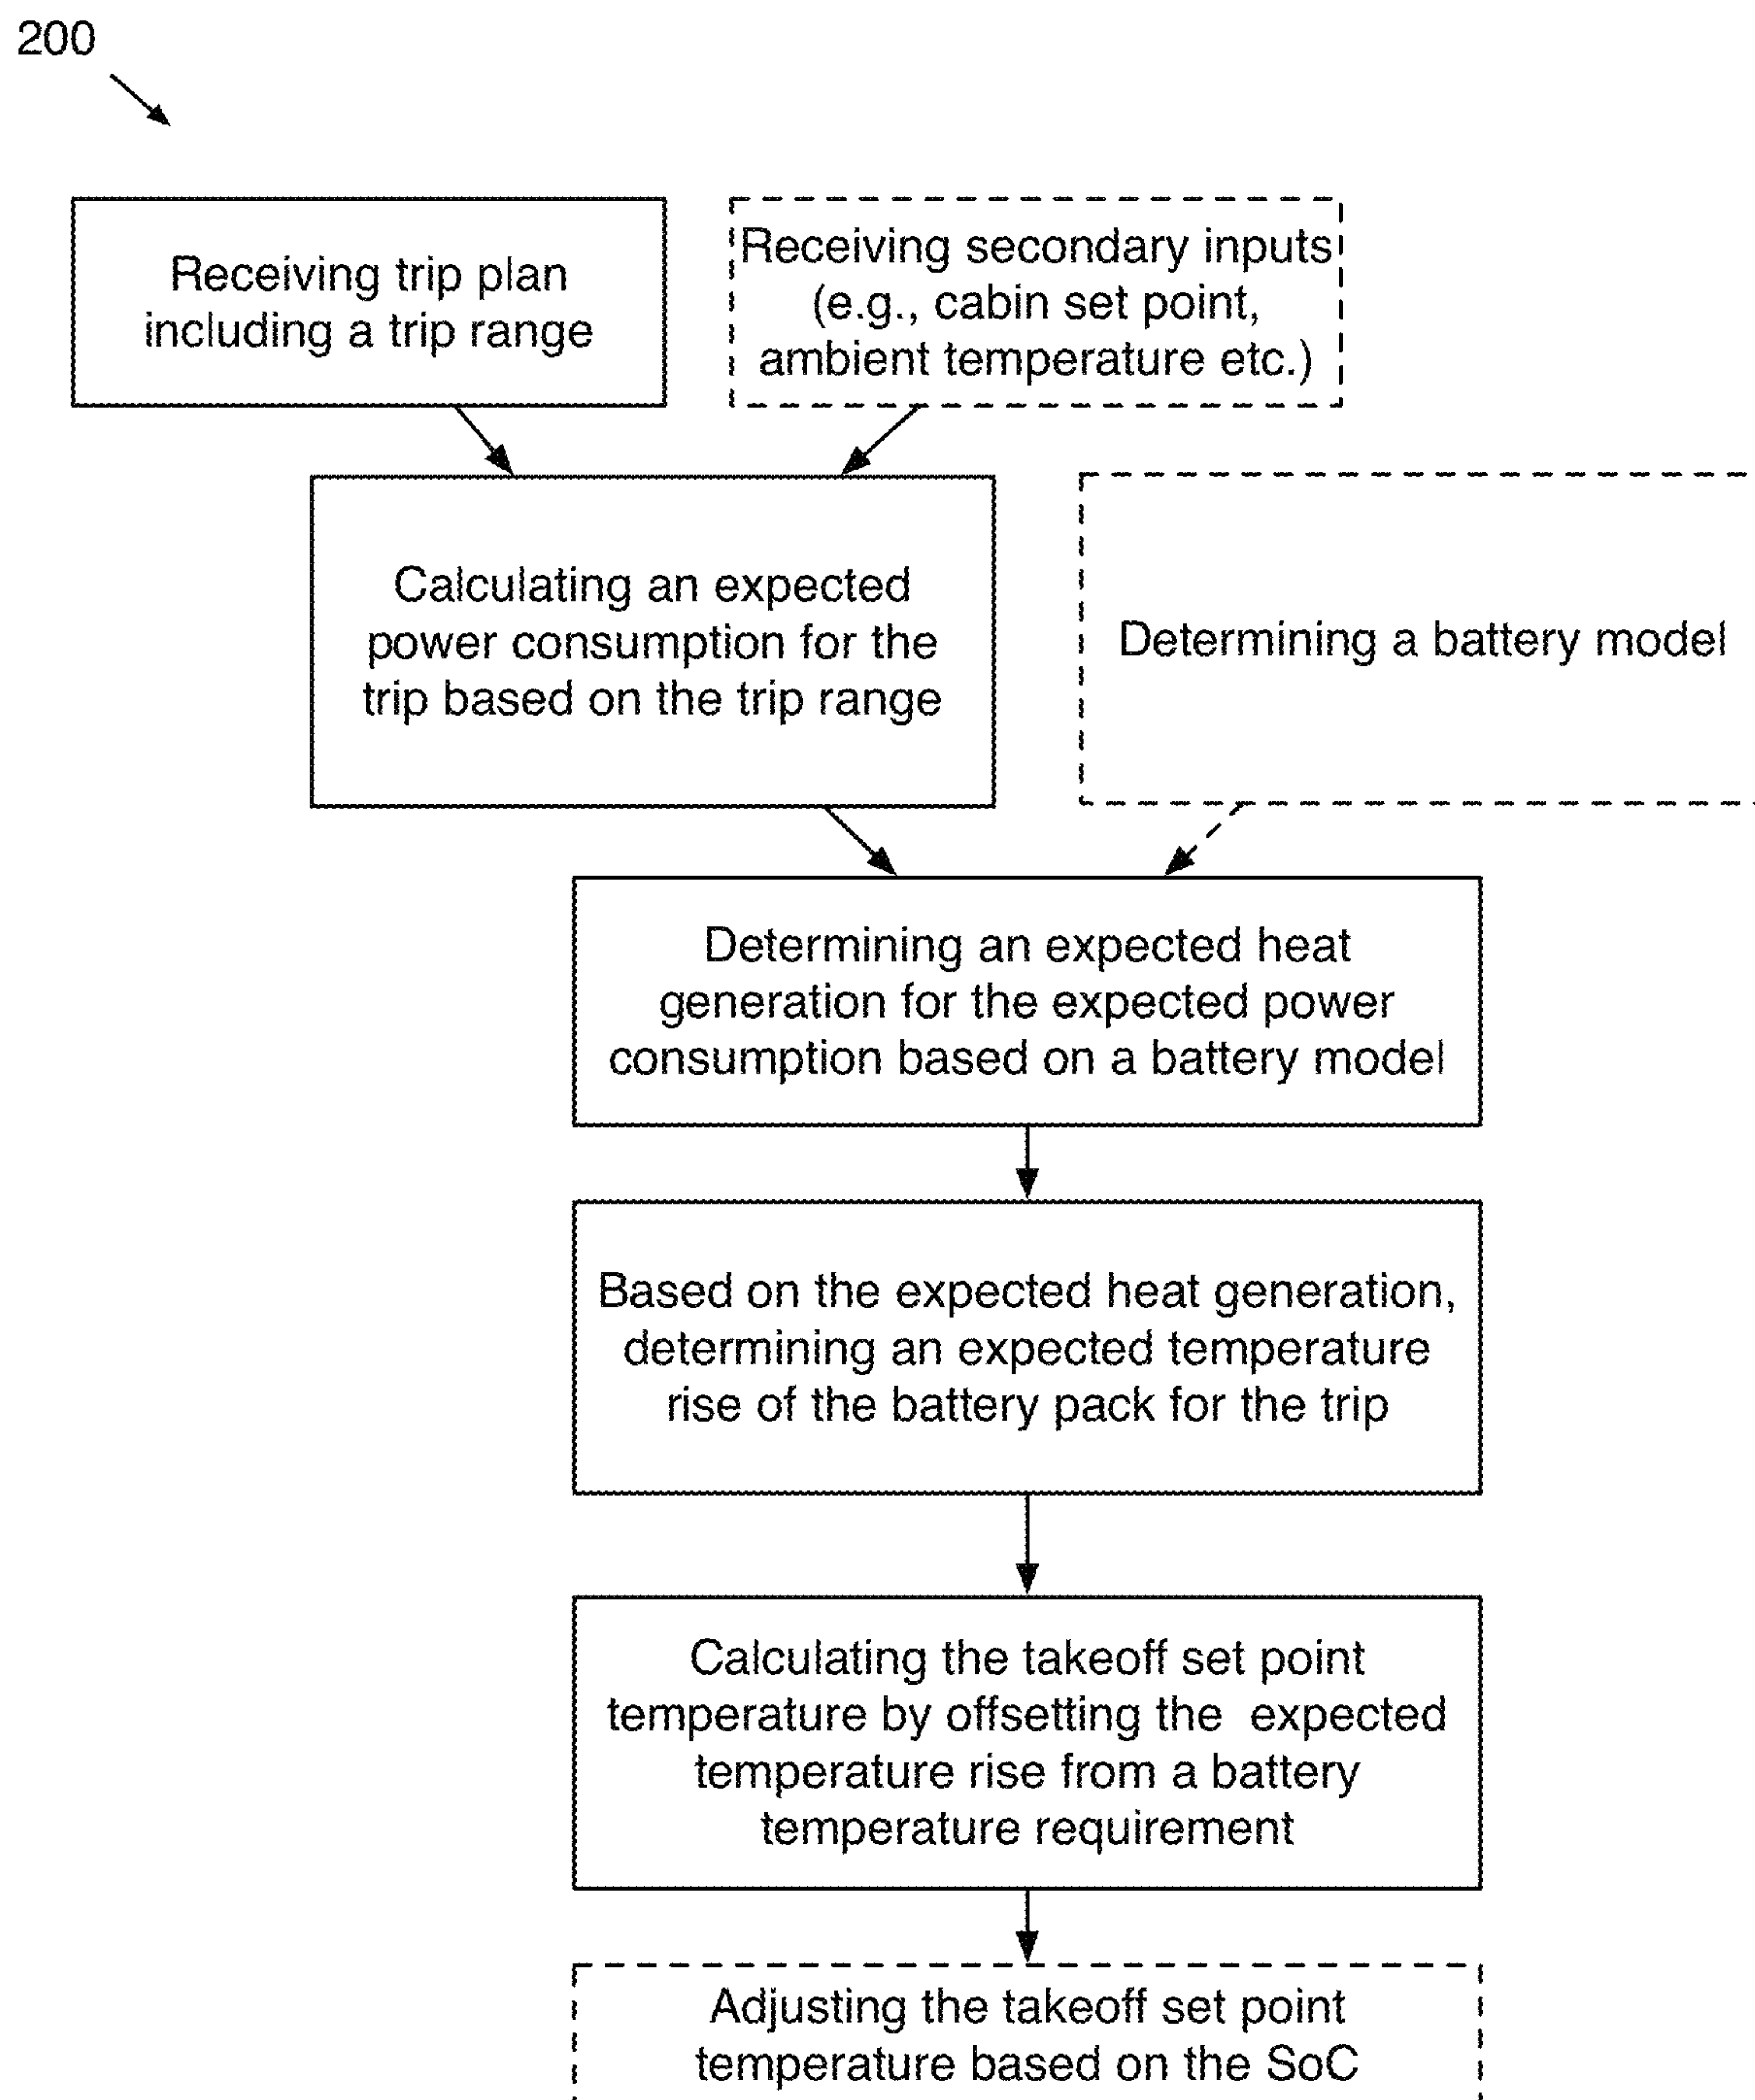 200
Receiving trip plan
including a trip range
Receiving secondary inputs
(e.g., cabin set point,
ambient temperature etc.)
Calculating an expected
power consumption for the
trip based on the trip range
Determining a battery model
Determining an expected heat
generation for the expected power
consumption based on a battery model
Based on the expected heat generation,
determining an expected temperature
rise of the battery pack for the trip
Calculating the takeoff set point
temperature by offsetting the expected
temperature rise from a battery
temperature requirement
Adjusting the takeoff set point
temperature based on the SoC